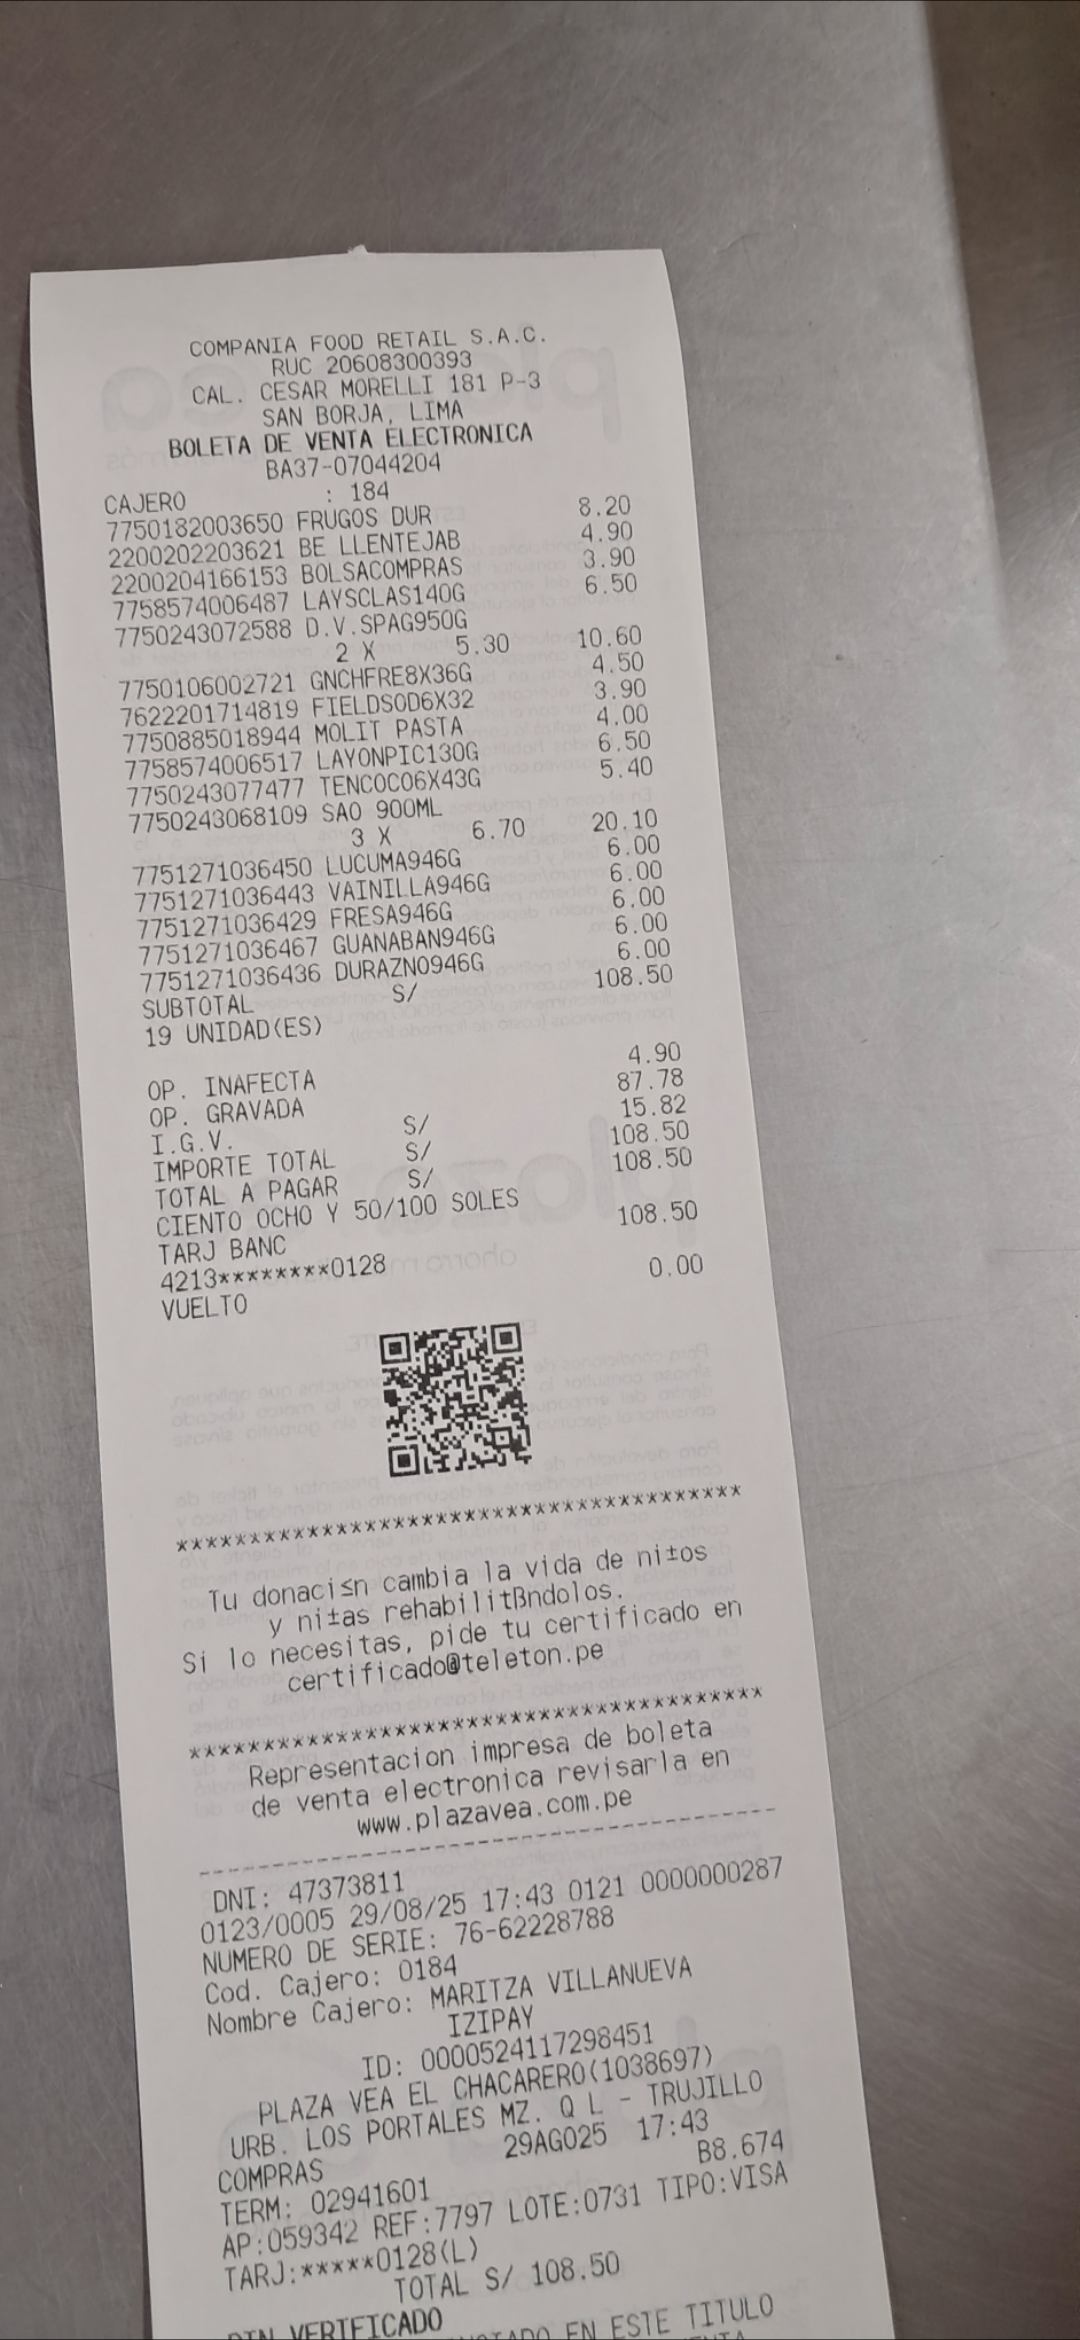 COMPANIA FOOD RETAIL S.A.C.
RUC 20608300393
CAL. CESAR MORELLI 181 P-3
SAN BORJA, LIMA
BOLETA DE VENTA ELECTRONICA
BA37-07044204
CAJERO : 184
7750182003650 FRUGOS DUR 8.20
2200202203621 BE LLENTEJAB 4.90
2200204166153 BOLSACOMPRAS 3.90
7758574006487 LAYSCLAS140G 6.50
7750243072588 D.V.SPAG950G
2 X 5.30 10.60
7750106002721 GNCHFRE8X36G 4.50
7622201714819 FIELDSOD6X32 3.90
7750885018944 MOLIT PASTA 4.00
7758574006517 LAYONPIC130G 6.50
7750243077477 TENCOCO6X43G 5.40
7750243068109 SAO 900ML
3 X 6.70 20.10
7751271036450 LUCUMA946G 6.00
7751271036443 VAINILLA946G 6.00
7751271036429 FRESA946G 6.00
7751271036467 GUANABAN946G 6.00
7751271036436 DURAZNO946G 6.00
SUBTOTAL S/ 108.50
19 UNIDAD(ES)
OP. INAFECTA 4.90
OP. GRAVADA 87.78
I.G.V. S/ 15.82
IMPORTE TOTAL S/ 108.50
TOTAL A PAGAR S/ 108.50
CIENTO OCHO Y 50/100 SOLES
TARJ BANC 108.50
4213********0128
VUELTO 0.00
***************************************
Tu donaci≤n cambia la vida de ni±os
y ni±as rehabilitßndolos.
Si lo necesitas, pide tu certificado en
certificado@teleton.pe
***************************************
Representacion impresa de boleta
de venta electronica revisarla en
www.plazavea.com.pe
---------------------------------------
DNI: 47373811
0123/0005 29/08/25 17:43 0121 0000000287
NUMERO DE SERIE: 76-62228788
Cod. Cajero: 0184
Nombre Cajero: MARITZA VILLANUEVA
IZIPAY
ID: 0000524117298451
PLAZA VEA EL CHACARERO(1038697)
URB. LOS PORTALES MZ. Q L - TRUJILLO
COMPRAS 29AGO25 17:43
TERM: 02941601 B8.674
AP:059342 REF:7797 LOTE:0731 TIPO:VISA
TARJ:*****0128(L)
TOTAL S/ 108.50
PIN VERIFICADO
EN ESTE TITULO